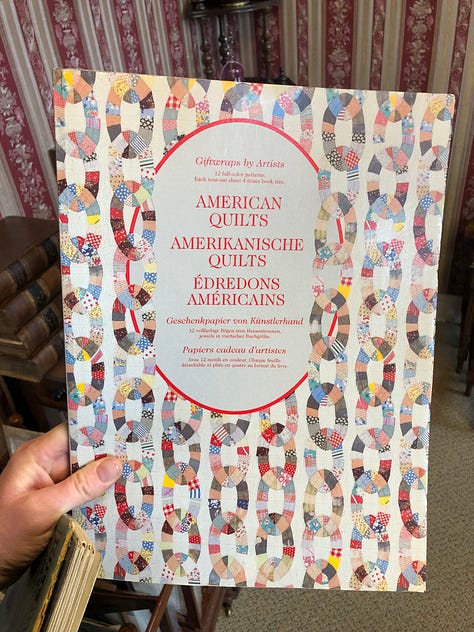 Giftwraps by Artists
12 full-color patterns.
Each tear-out sheet 4 times book size.
AMERICAN
QUILTS
AMERIKANISCHE
QUILTS
ÉDREDONS
AMÉRICAINS
Geschenkpapier von Künstlerhand
12 vollfarbige Bögen zum Heraustrennen,
jeweils in vierfacher Buchgröße.
Papiers cadeau d'artistes
Avec 12 motifs en couleur. Chaque feuille
détachable et pliée en quatre au format du livre.